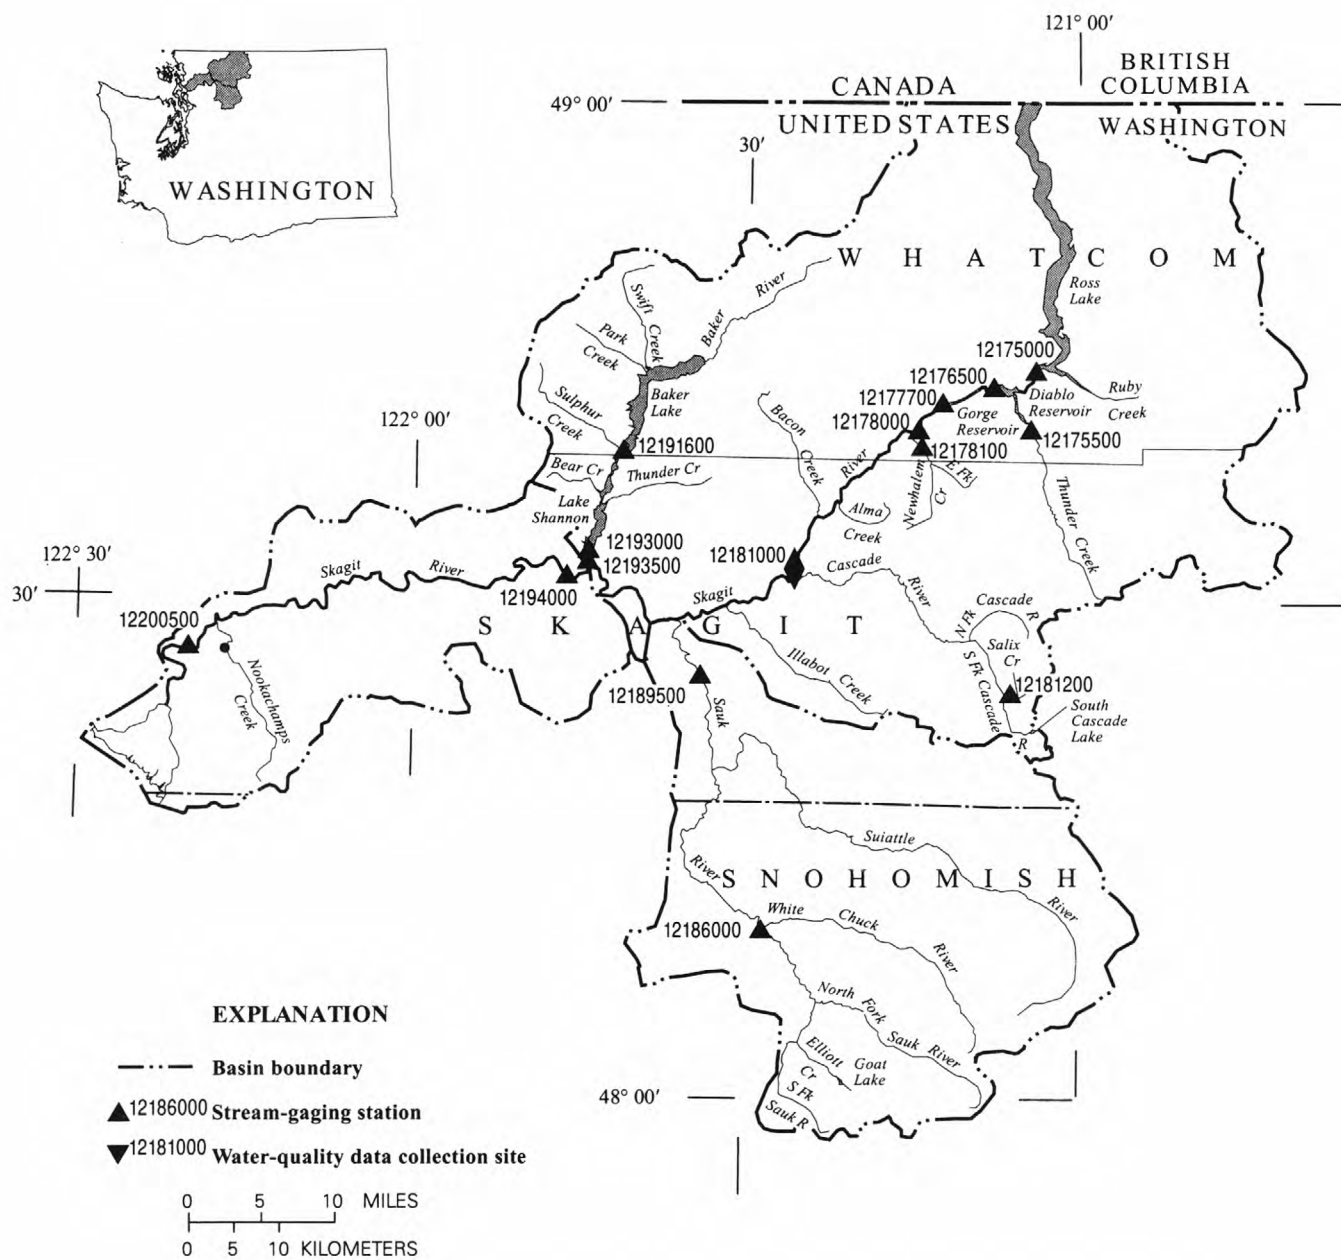 121° 00'
BRITISH
COLUMBIA
CANADA
49° 00'
UNITED STATES
WASHINGTON
30'
WASHINGTON
W H A T C O M
Ross
Lake
River
Baker
Swift
Creek
Park
Creek
Baker
Lake
Sulphur
Creek
12175000
12176500
12177700
12178000
Gorge
Reservoir
Diablo
Reservoir
Ruby
Creek
12175500
12178100
Bacon
Creek
River
122° 00'
12191600
Bear Cr
Thunder Cr
Lake
Shannon
E Fk
Newhalem
Cr
Alma
Creek
Thunder
Creek
122° 30'
30'
Skagit
River
12193000
12193500
12194000
12181000
Cascade
River
Skagit
12200500
S K A G I T
N Fk
Cascade
R
Salix
Cr
S Fk Cascade
R
12181200
South
Cascade
Lake
Illabot
Creek
12189500
Sauk
Nookachamps
Creek
Suiattle
River
S N O H O M I S H
River
12186000
White
Chuck
River
North
Fork
Sauk
River
Elliott
Cr
Goat
Lake
S Fk
Sauk R
48° 00'
EXPLANATION
Basin boundary
12186000 Stream-gaging station
12181000 Water-quality data collection site
0 5 10 MILES
0 5 10 KILOMETERS